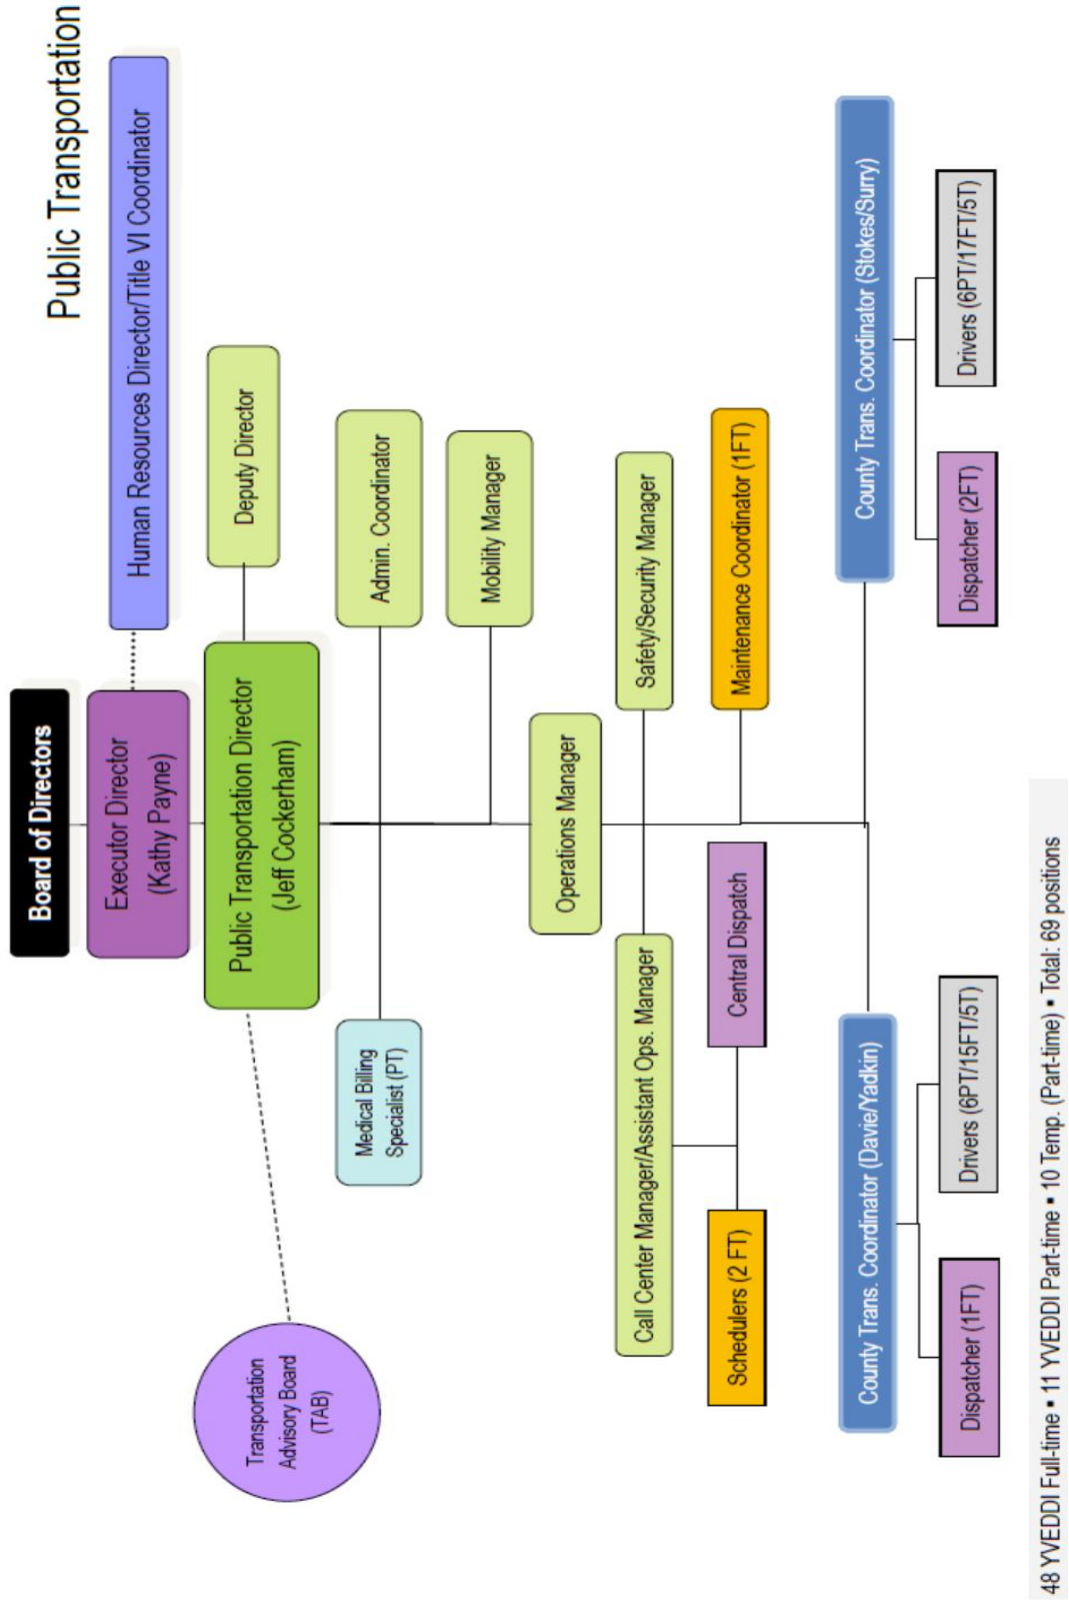 Public Transportation
Board of Directors
Executor Director
(Kathy Payne)
Human Resources Director/Title VI Coordinator
Public Transportation Director
(Jeff Cockerham)
Deputy Director
Transportation
Advisory Board
(TAB)
Medical Billing
Specialist (PT)
Admin. Coordinator
Mobility Manager
Operations Manager
Call Center Manager/Assistant Ops. Manager
Safety/Security Manager
Schedulers (2 FT)
Central Dispatch
Maintenance Coordinator (1FT)
County Trans. Coordinator (Davie/Yadkin)
County Trans. Coordinator (Stokes/Surry)
Dispatcher (1FT)
Drivers (6PT/15FT/5T)
Dispatcher (2FT)
Drivers (6PT/17FT/5T)
48 YVEDDI Full-time ▪ 11 YVEDDI Part-time ▪ 10 Temp. (Part-time) ▪ Total: 69 positions